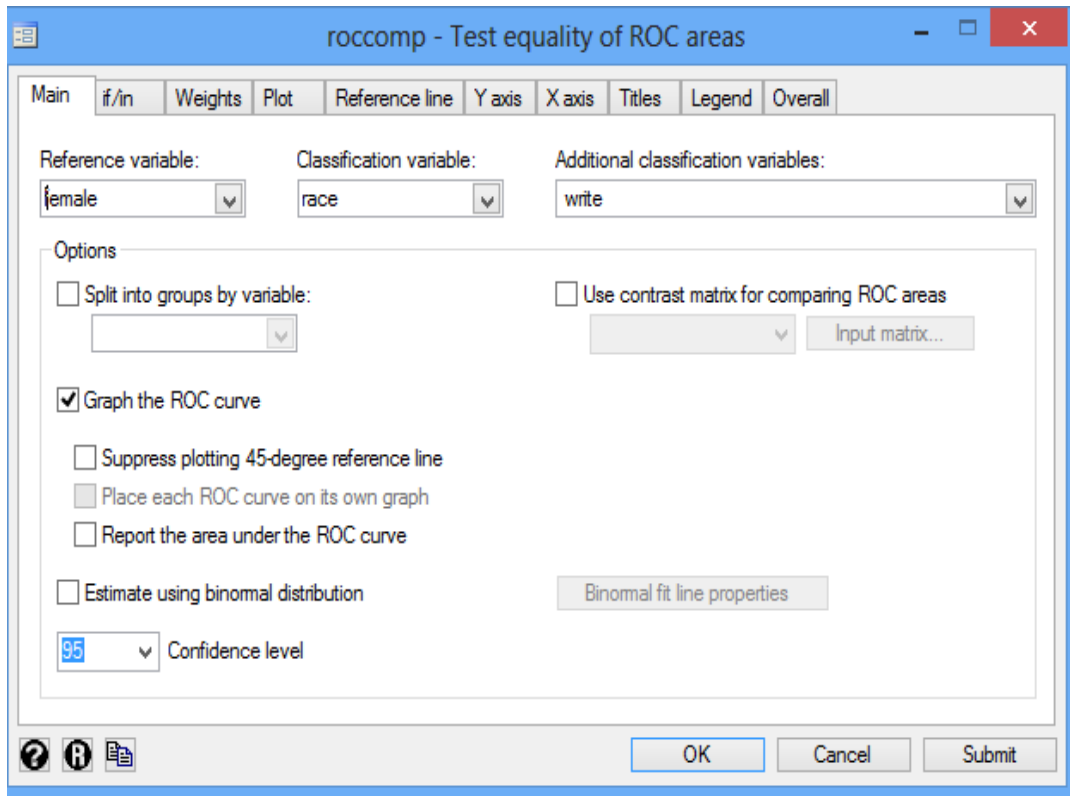 roccomp - Test equality of ROC areas
Main if/in Weights Plot Reference line Y axis X axis Titles Legend Overall
Reference variable: Classification variable: Additional classification variables:
female race write
Options
Split into groups by variable: Use contrast matrix for comparing ROC areas
Input matrix...
Graph the ROC curve
Suppress plotting 45-degree reference line
Place each ROC curve on its own graph
Report the area under the ROC curve
Estimate using binormal distribution Binormal fit line properties
95 Confidence level
? R OK Cancel Submit